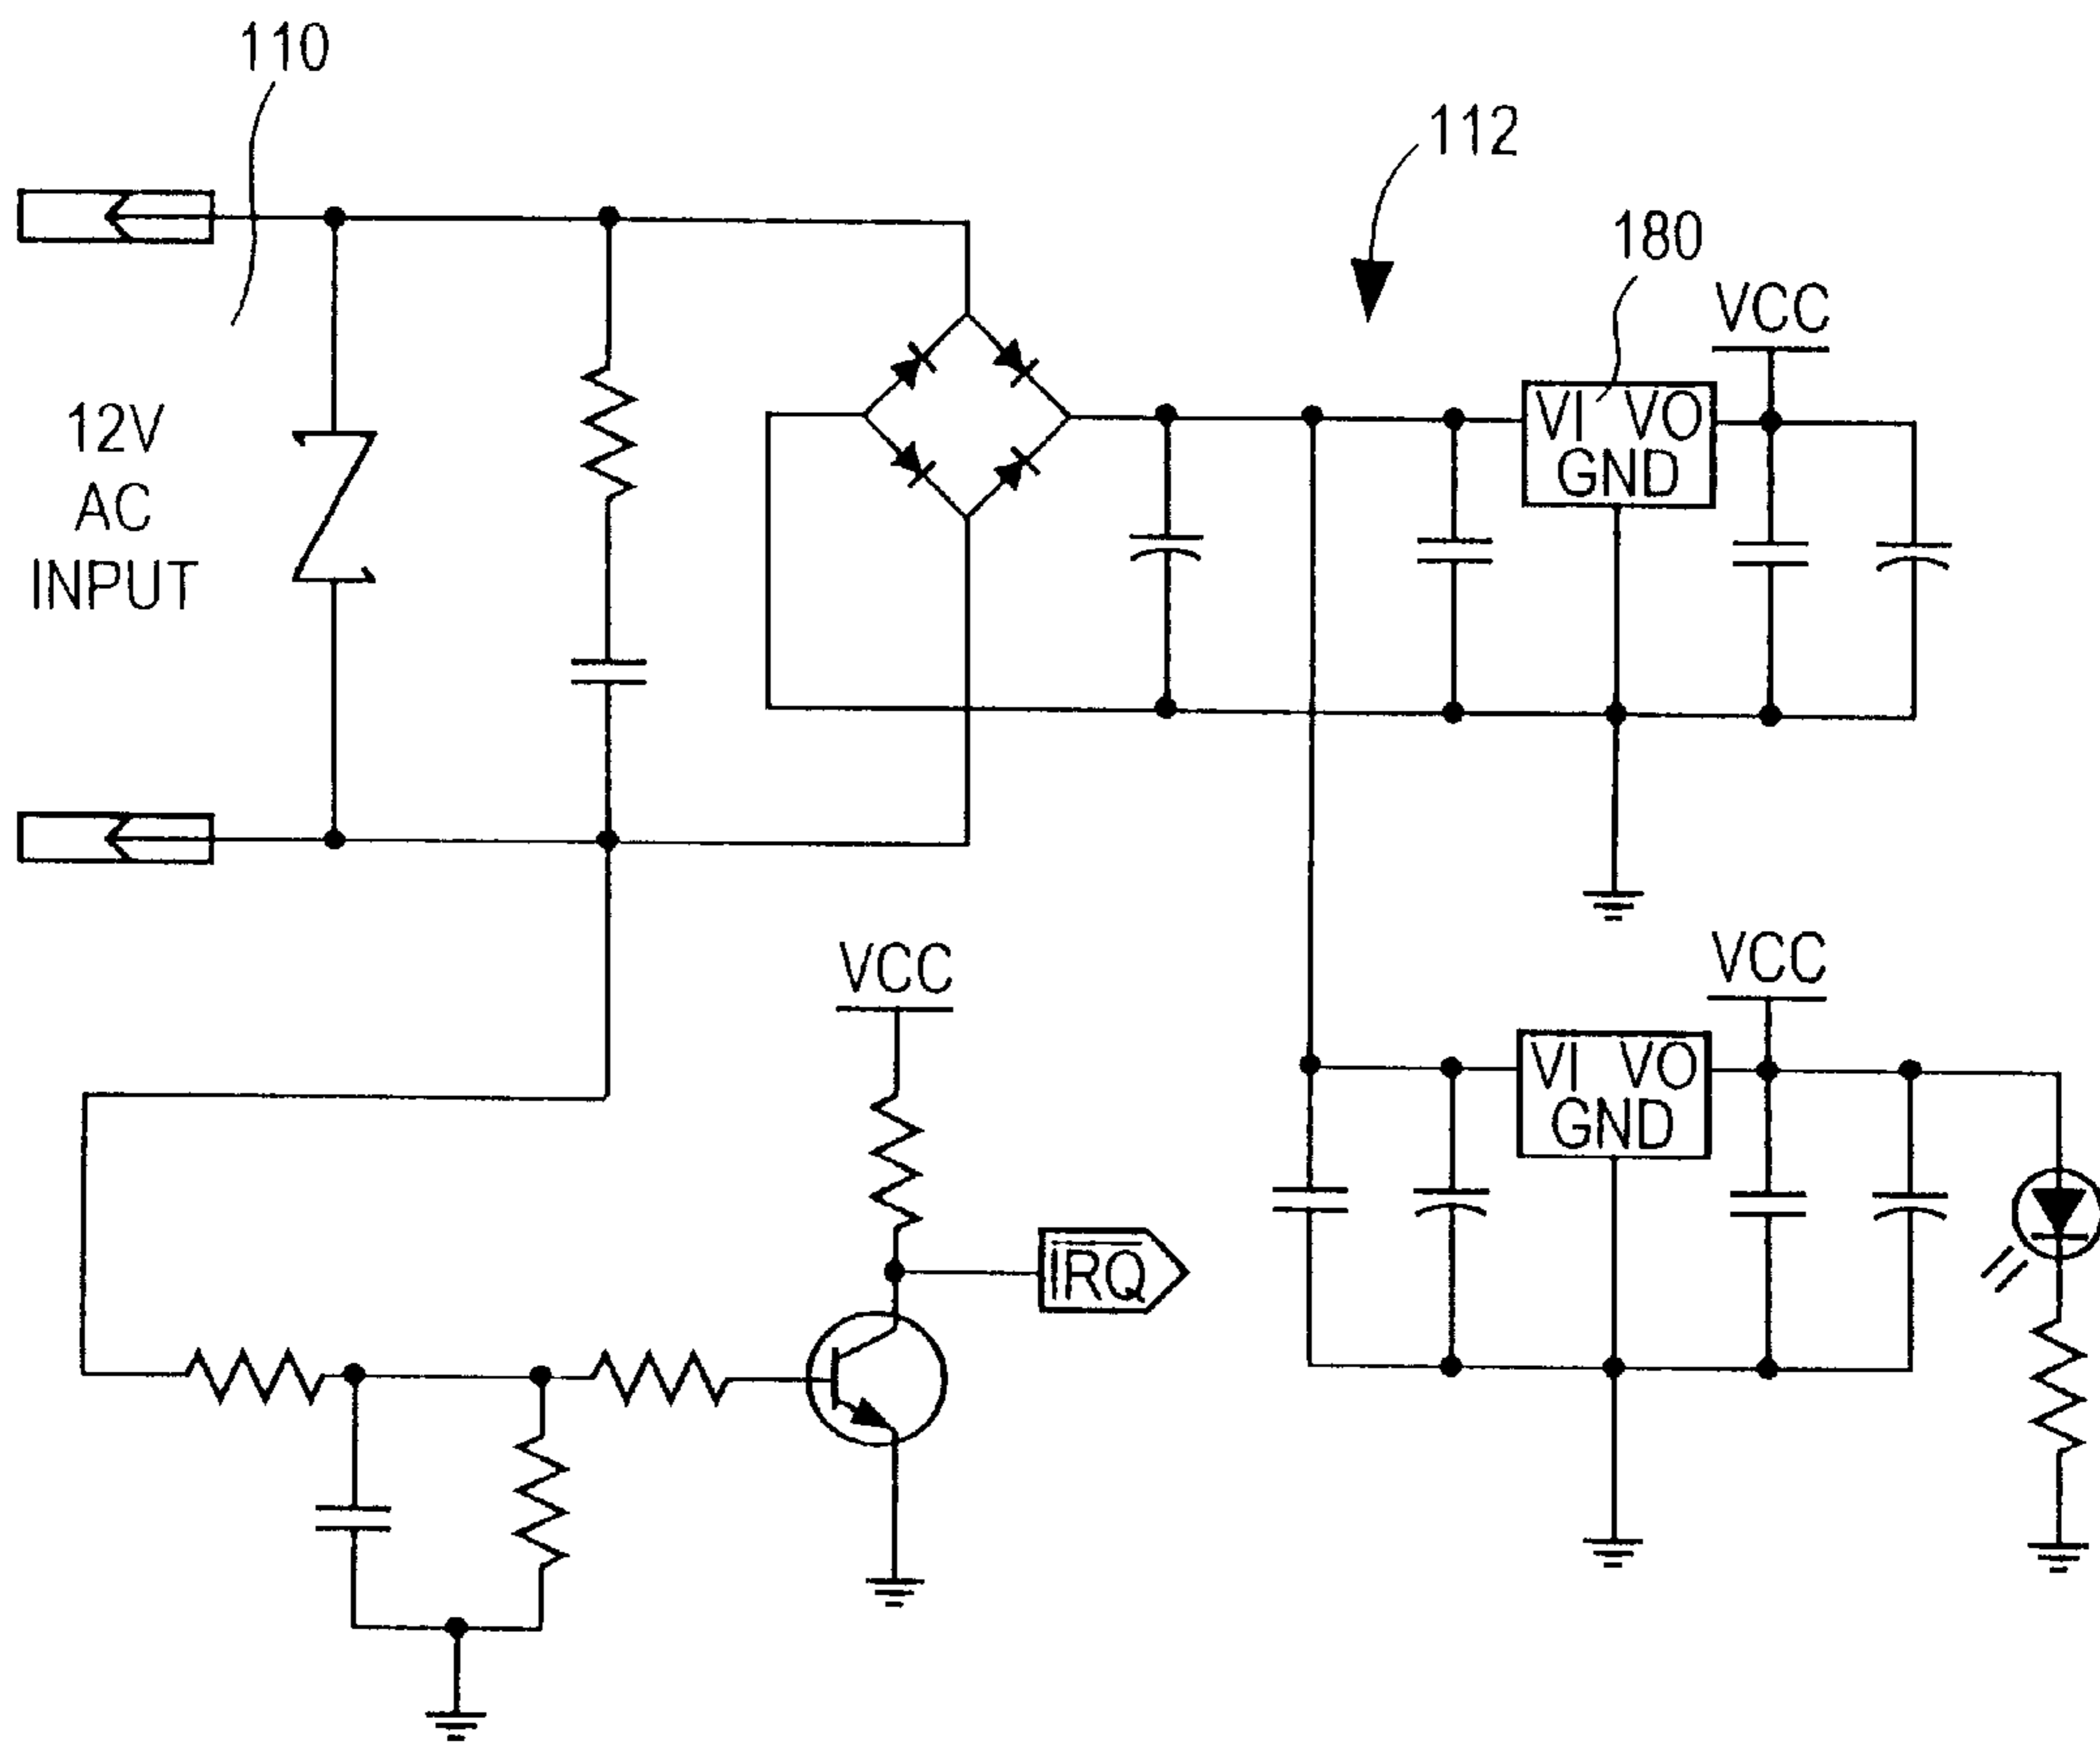 110
112
180
VCC
12V
AC
INPUT
VI VO
GND
VCC
VCC
VI VO
GND
IRQ